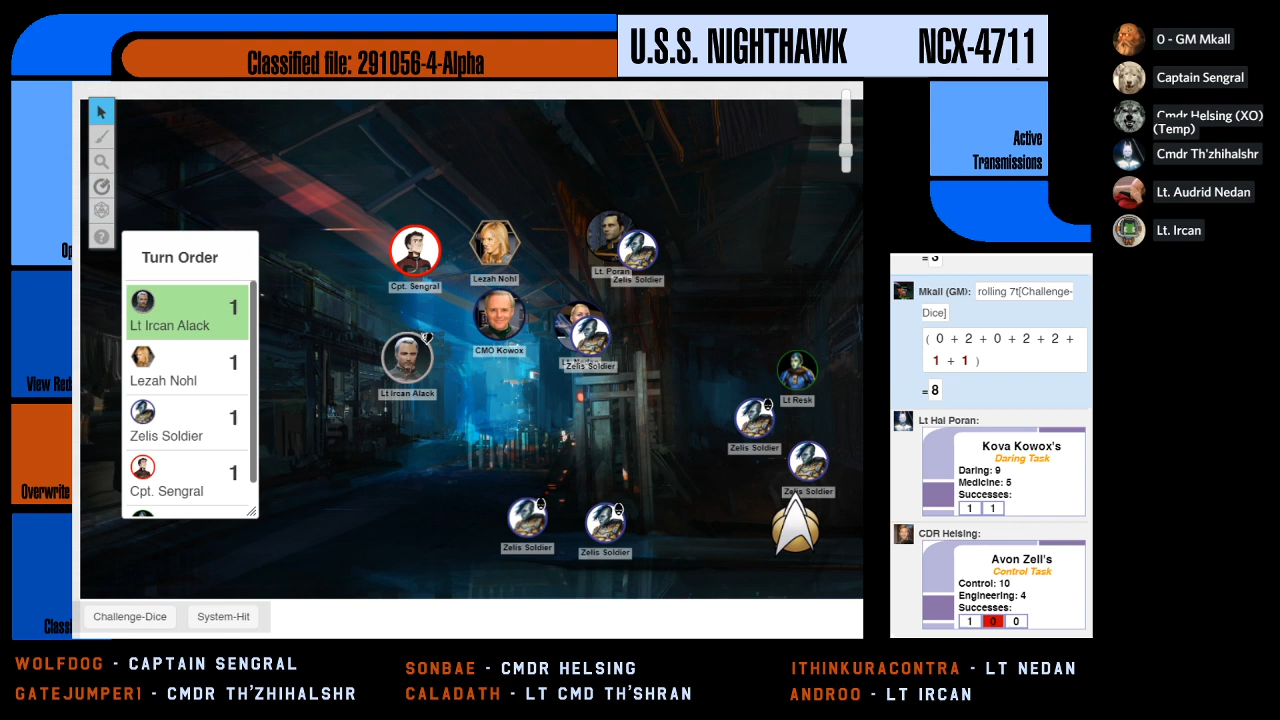 Classified file: 291056-4-Alpha
U.S.S. NIGHTHAWK NCX-4711
0 - GM Mkall
Captain Sengral
Cmdr Helsing (XO)
(Temp)
Cmdr Th'zhihalshr
Lt. Audrid Nedan
Lt. Ircan
Active
Transmissions
Op
View Red
Overwrite
Classi
Turn Order
Lt Ircan Alack 1
Lezah Nohl 1
Zelis Soldier 1
Cpt. Sengral 1
Cpt. Sengral
Lezah Nohl
Lt. Poran
Zelis Soldier
CMO Kowox
Zelis Soldier
Lt Ircan Alack
Lt Resk
Zelis Soldier
Zelis Soldier
Zelis Soldier
Zelis Soldier
Challenge-Dice
System-Hit
= 3
Mkall (GM): rolling 7t[Challenge-
Dice]
( 0 + 2 + 0 + 2 + 2 +
1 + 1 )
= 8
Lt Hal Poran:
Kova Kowox's
Daring Task
Daring: 9
Medicine: 5
Successes:
1 1
CDR Helsing:
Avon Zell's
Control Task
Control: 10
Engineering: 4
Successes:
1 0 0
WOLFDOG - CAPTAIN SENGRAL
SONBAE - CMDR HELSING
ITHINKURACONTRA - LT NEDAN
GATEJUMPER1 - CMDR TH'ZHIHALSHR
CALADATH - LT CMD TH'SHRAN
ANDROO - LT IRCAN